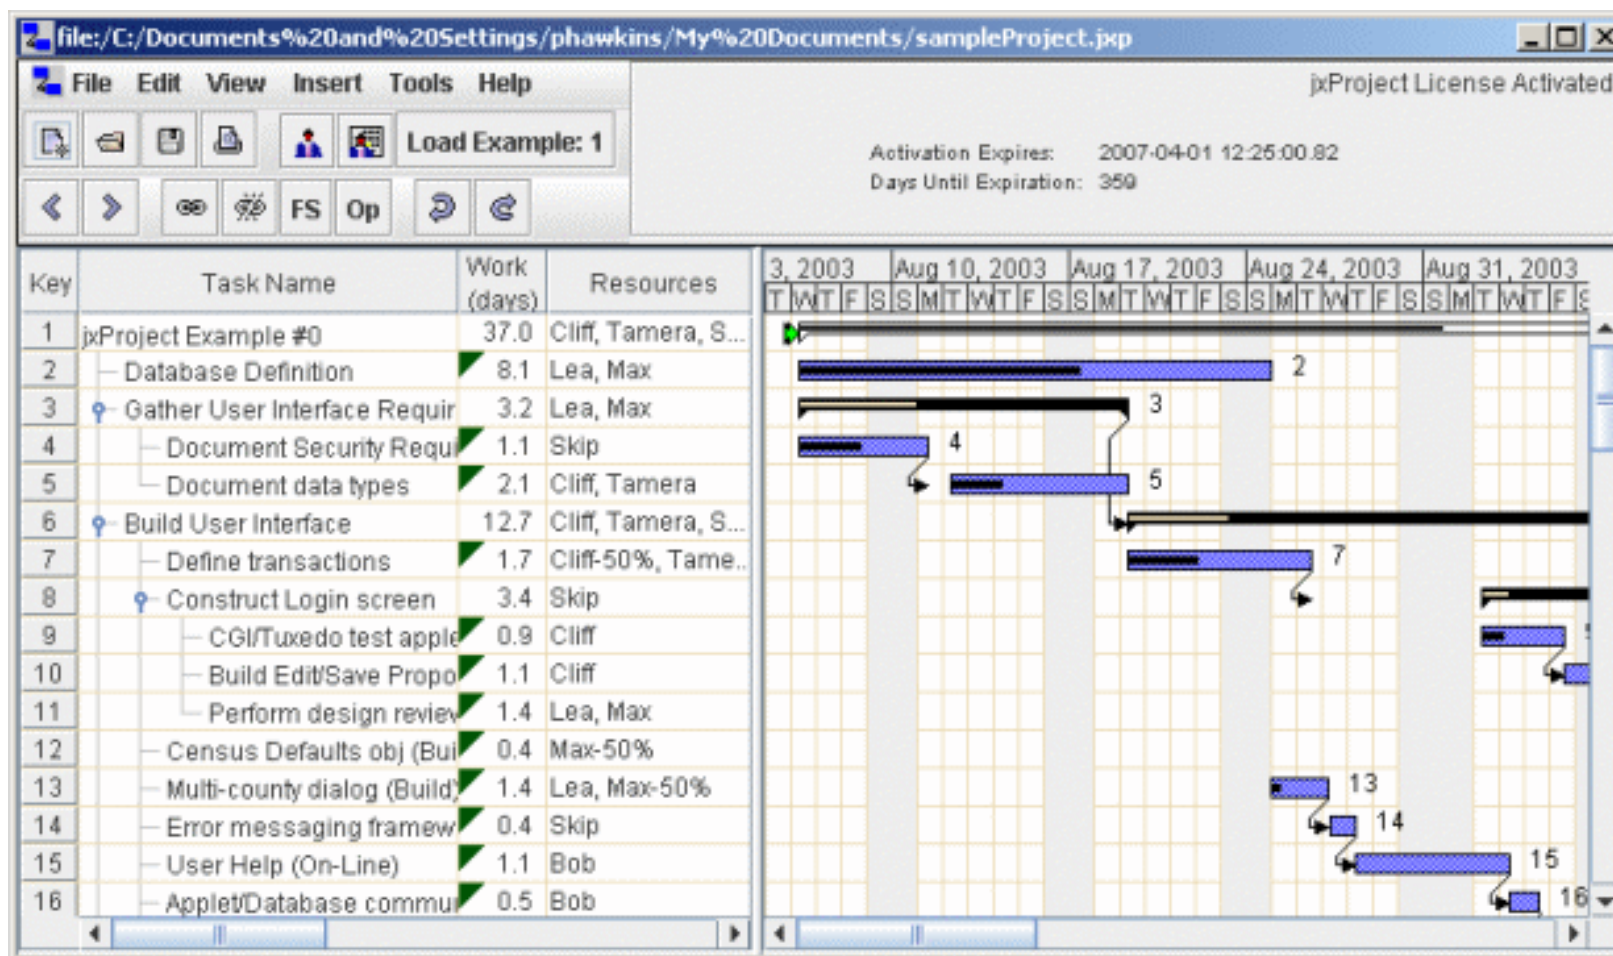 file:/C:/Documents%20and%20Settings/phawkins/My%20Documents/sampleProject.jxp
File Edit View Insert Tools Help
jxProject License Activated
Load Example: 1
Activation Expires: 2007-04-01 12:25:00.82
Days Until Expiration: 359
FS Op
Key Task Name Work (days) Resources
3, 2003 Aug 10, 2003 Aug 17, 2003 Aug 24, 2003 Aug 31, 2003
T W T F S S M T W T F S S M T W T F S S M T W T F S S M T W T F S
1 jxProject Example #0 37.0 Cliff, Tamera, S...
2 Database Definition 8.1 Lea, Max 2
3 Gather User Interface Requir 3.2 Lea, Max 3
4 Document Security Requi 1.1 Skip 4
5 Document data types 2.1 Cliff, Tamera 5
6 Build User Interface 12.7 Cliff, Tamera, S...
7 Define transactions 1.7 Cliff-50%, Tame.. 7
8 Construct Login screen 3.4 Skip
9 CGI/Tuxedo test apple 0.9 Cliff
10 Build Edit/Save Propo 1.1 Cliff
11 Perform design review 1.4 Lea, Max
12 Census Defaults obj (Bui 0.4 Max-50%
13 Multi-county dialog (Build) 1.4 Lea, Max-50% 13
14 Error messaging framew 0.4 Skip 14
15 User Help (On-Line) 1.1 Bob 15
16 Applet/Database commu 0.5 Bob 16